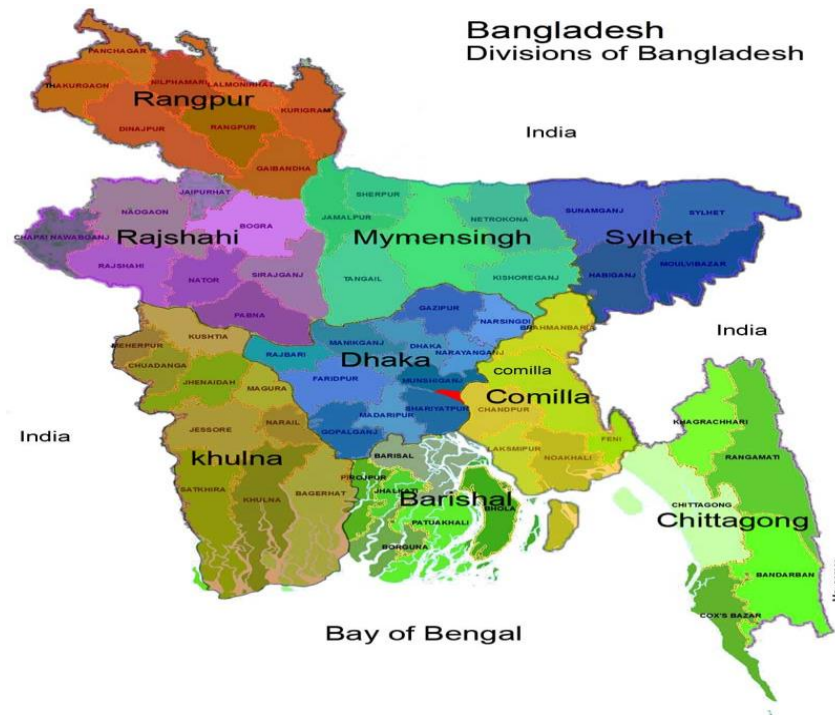 Bangladesh
Divisions of Bangladesh
PANCHAGAR
THAKURGAON
NILPHAMARI
LALMONIRHAT
Rangpur
KURIGRAM
DINAJPUR
RANGPUR
India
GAIBANDHA
JAIPURHAT
SHERPUR
NAOGAON
JAMALPUR
NETROKONA
SUNAMGANJ
SYLHET
BOGRA
CHAPAI NAWABGANJ
Rajshahi
Mymensingh
Sylhet
RAJSHAHI
NATOR
SIRAJGANJ
TANGAIL
KISHOREGANJ
HABIGANJ
MOULVIBAZAR
PABNA
GAZIPUR
NARSINGDI
KUSHTIA
BRAHMANBARIA
India
MEHERPUR
RAJBARI
MANIKGANJ
DHAKA
NARAYANGANJ
CHUADANGA
Dhaka
comilla
JHENAIDAH
MAGURA
FARIDPUR
MUNSHIGANJ
Comilla
NARAIL
MADARIPUR
SHARIYATPUR
CHANDPUR
KHAGRACHHARI
India
JESSORE
GOPALGANJ
LAKSMIPUR
NOAKHALI
FENI
RANGAMATI
khulna
BARISAL
PIROJPUR
SATKHIRA
KHULNA
BAGERHAT
JHALKATI
Barishal
BHOLA
CHITTAGONG
Chittagong
PATUAKHALI
BORGUNA
BANDARBAN
COX'S BAZAR
Bay of Bengal